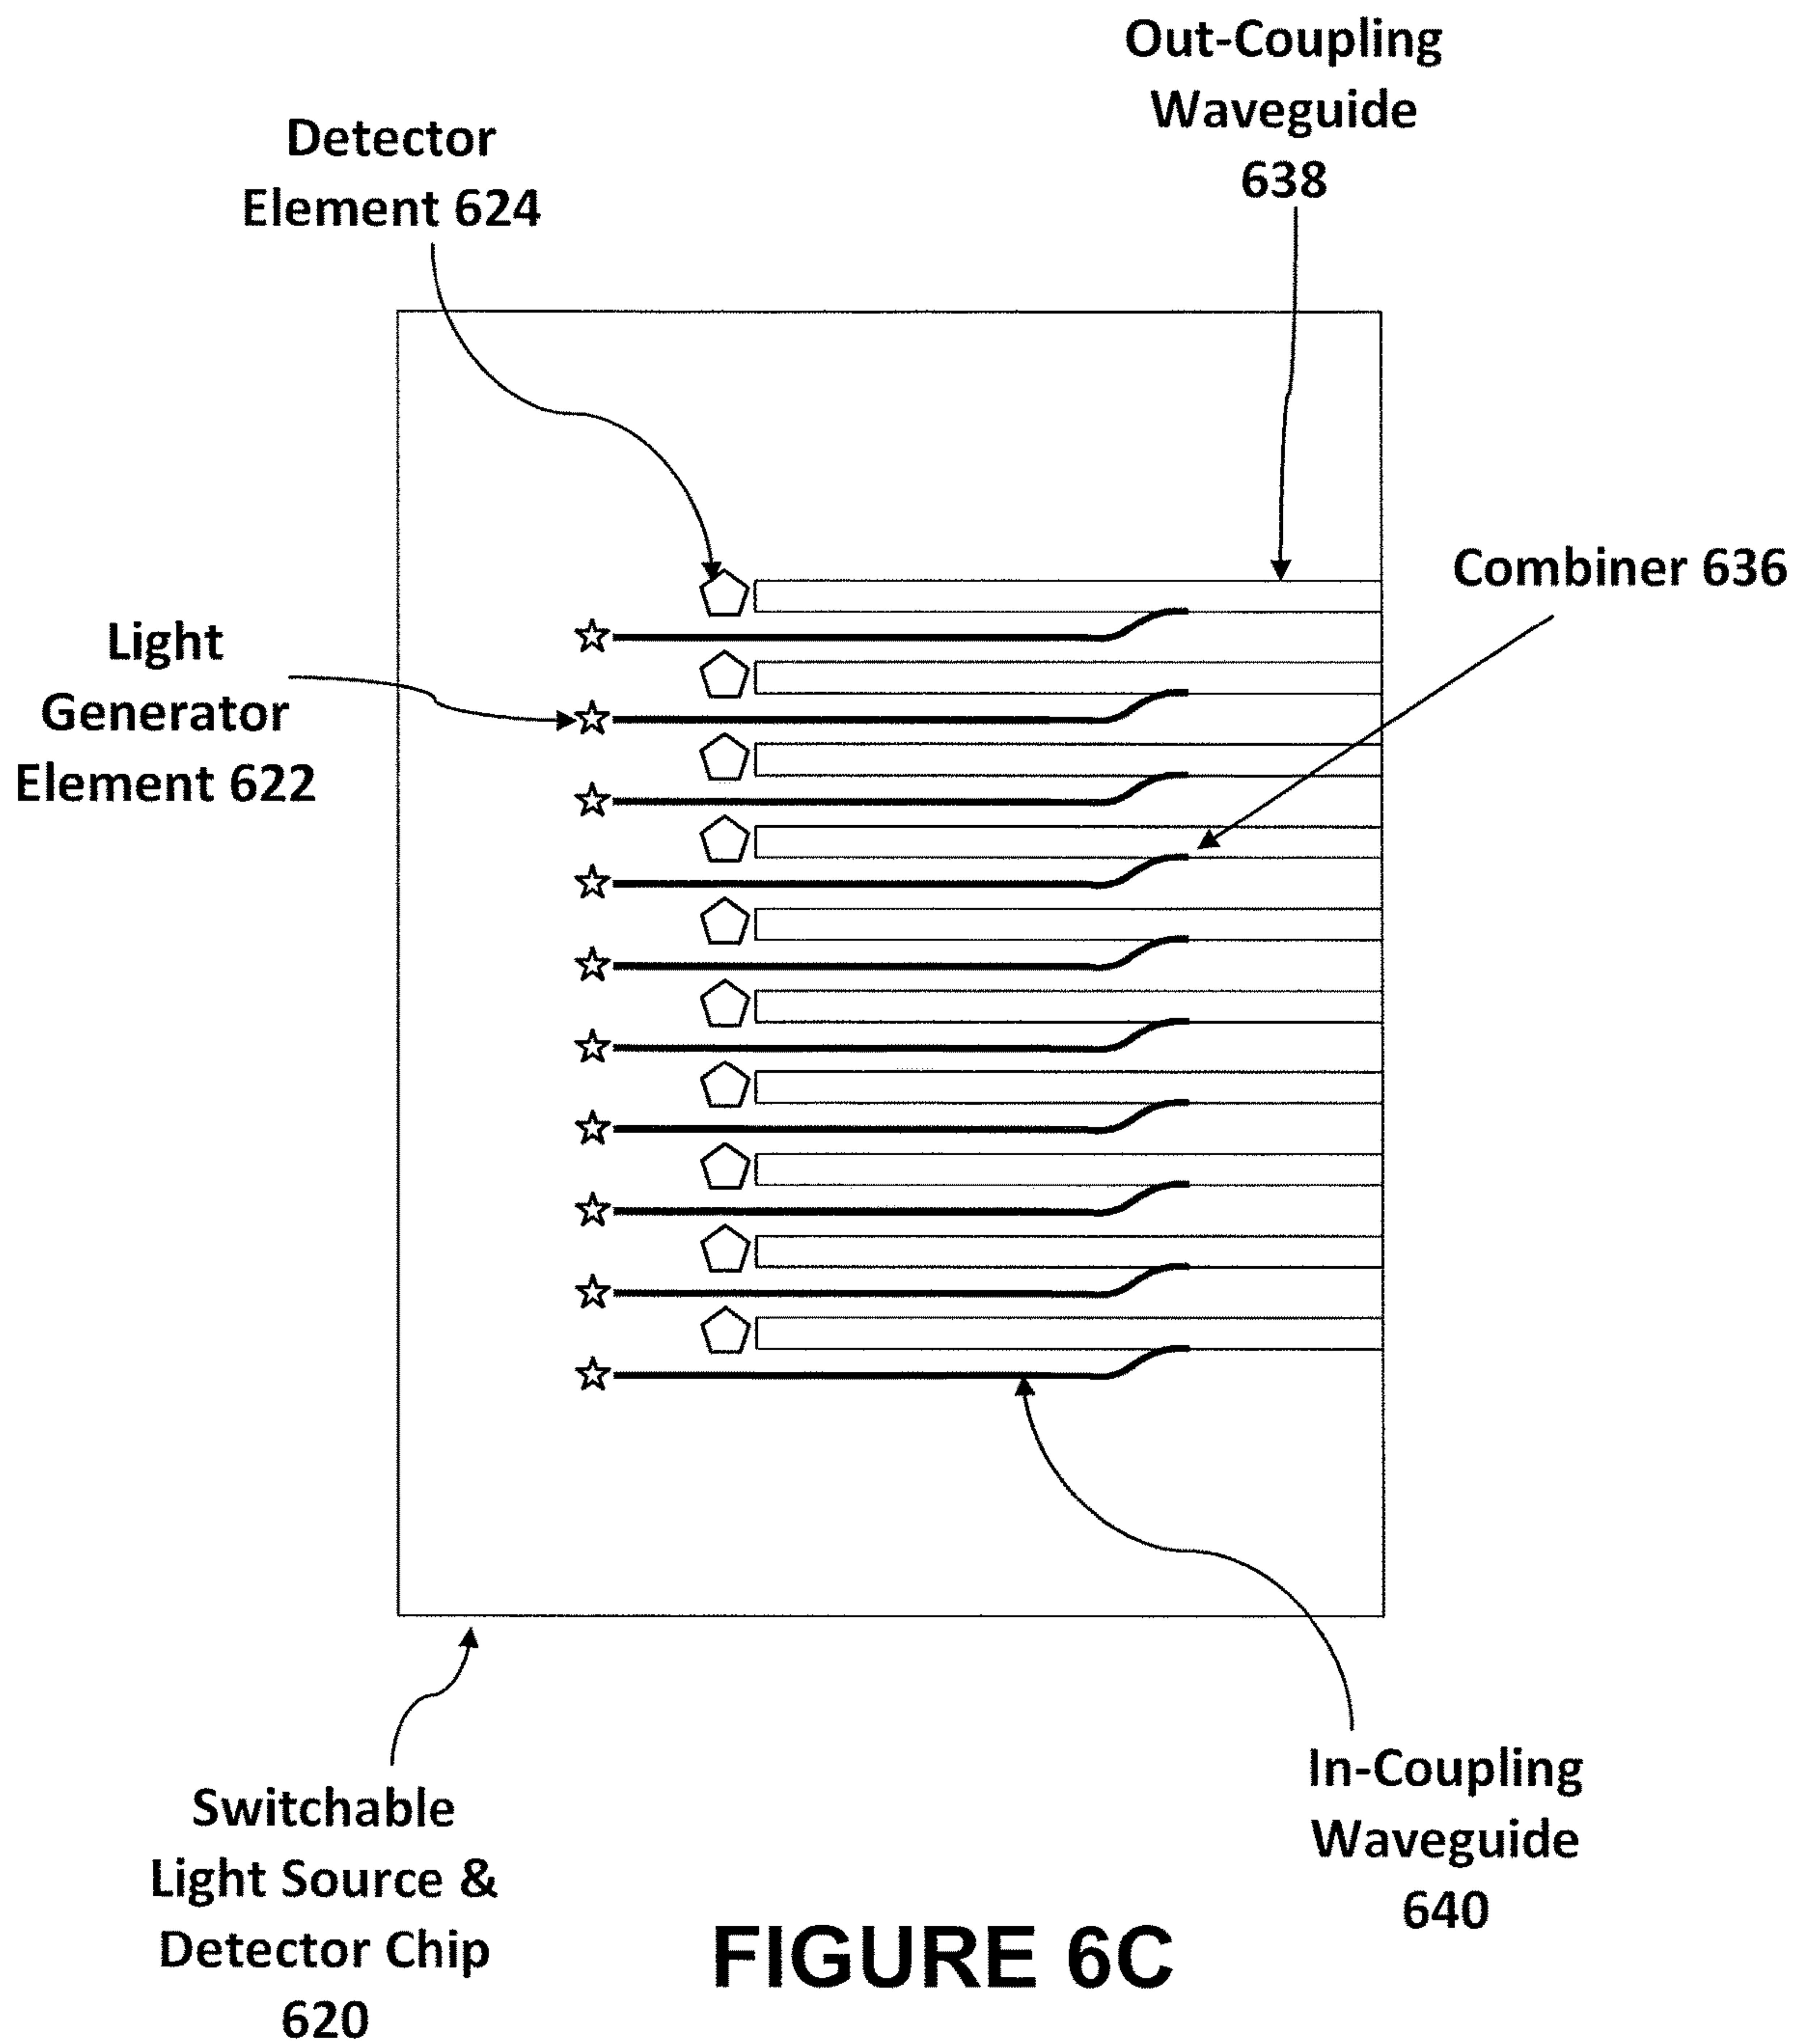 Out-Coupling
Waveguide
638
Detector
Element 624
Combiner 636
Light
Generator
Element 622
In-Coupling
Waveguide
640
Switchable
Light Source &
Detector Chip
620
FIGURE 6C